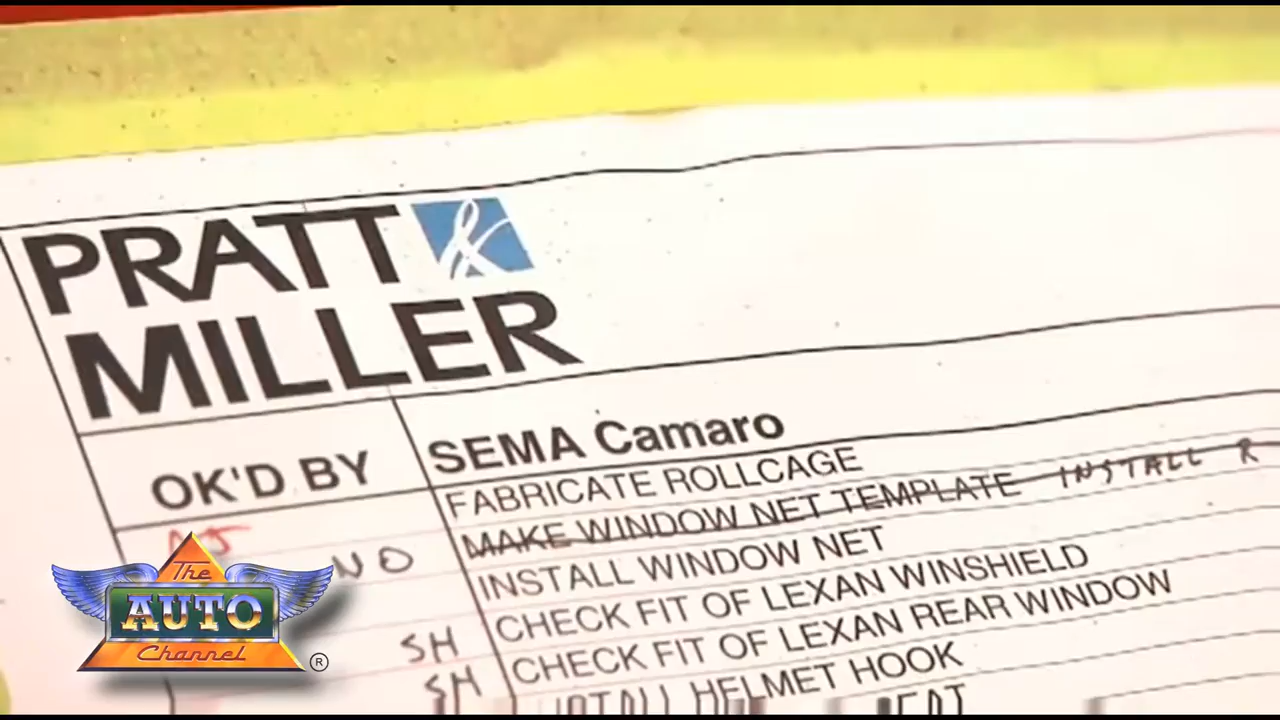 PRATT &
MILLER
OK'D BY
SEMA Camaro
FABRICATE ROLLCAGE
NO
MAKE WINDOW NET TEMPLATE INSTALL R
INSTALL WINDOW NET
SH
CHECK FIT OF LEXAN WINSHIELD
SH
CHECK FIT OF LEXAN REAR WINDOW
INSTALL HELMET HOOK
The
AUTO
Channel
®